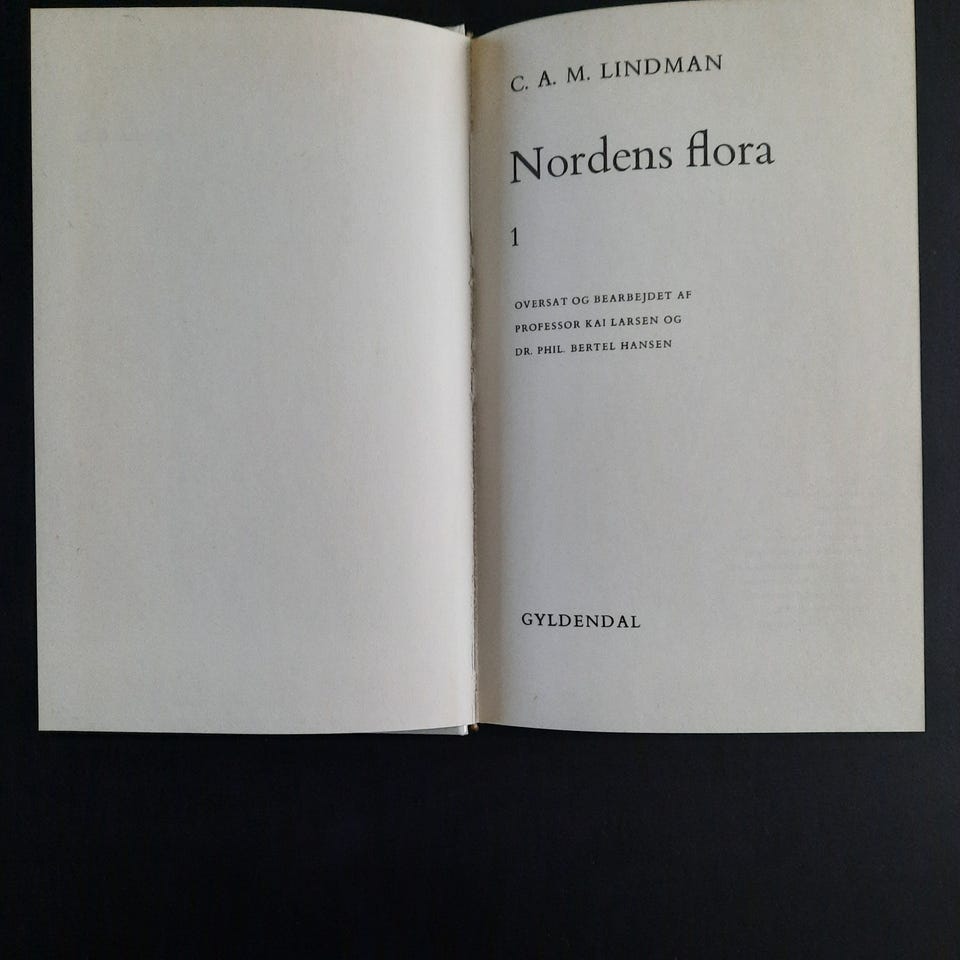 C. A. M. LINDMAN
Nordens flora
1
OVERSAT OG BEARBEJDET AF
PROFESSOR KAI LARSEN OG
DR. PHIL. BERTEL HANSEN
GYLDENDAL